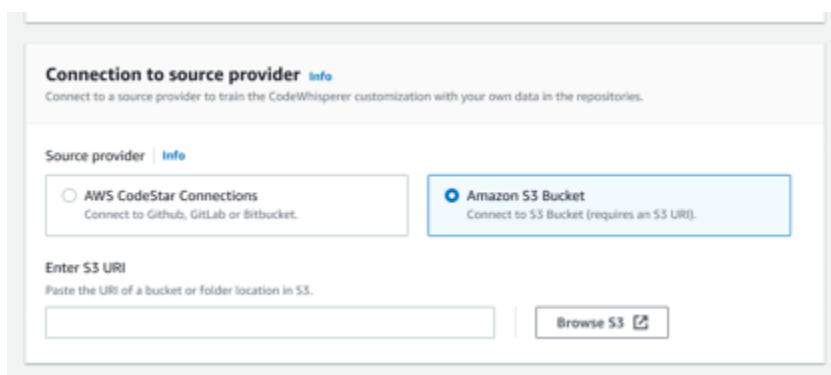 Connection to source provider Info
Connect to a source provider to train the CodeWhisperer customization with your own data in the repositories.
Source provider Info
AWS CodeStar Connections
Connect to Github, GitLab or Bitbucket.
Amazon S3 Bucket
Connect to S3 Bucket (requires an S3 URI).
Enter S3 URI
Paste the URI of a bucket or folder location in S3.
Browse S3